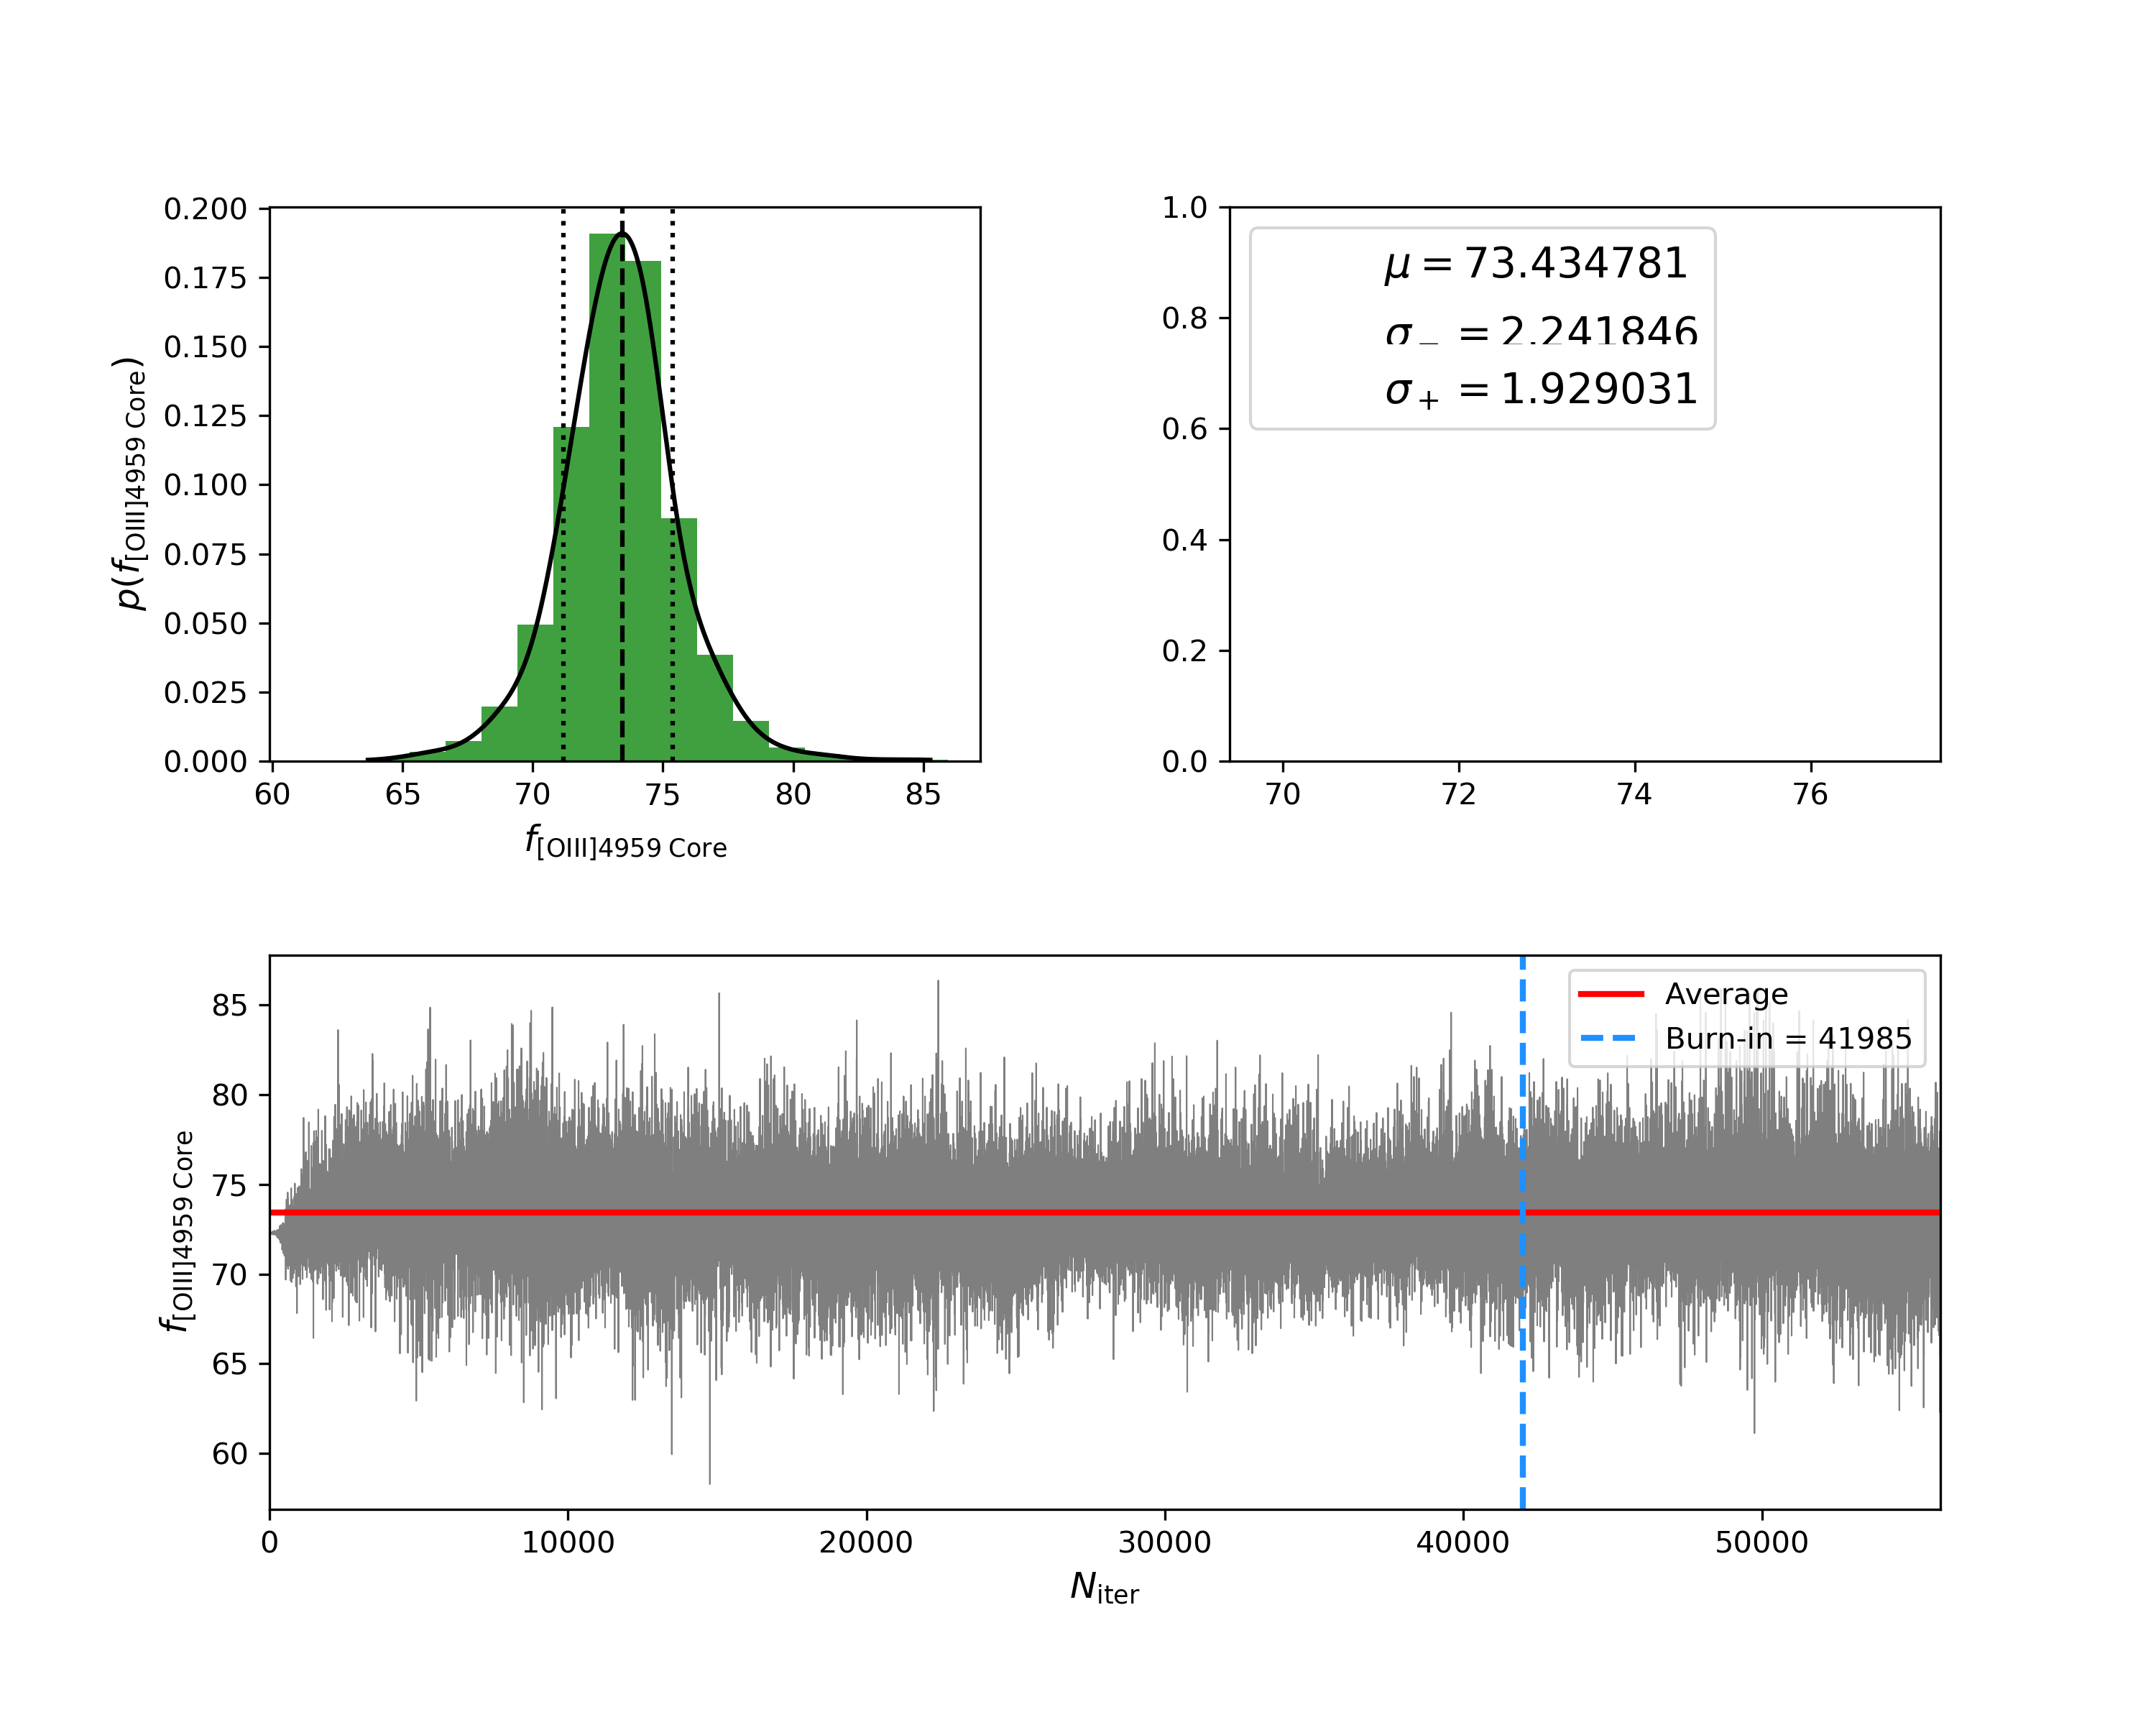 0.200
0.175
0.150
0.125
0.100
0.075
0.050
0.025
0.000
p(f[OIII]4959 Core)
60 65 70 75 80 85
f[OIII]4959 Core
1.0
0.8
0.6
0.4
0.2
0.0
μ = 73.434781
σ− = 2.241846
σ+ = 1.929031
70 72 74 76
85
80
75
70
65
60
f[OIII]4959 Core
Average
Burn-in = 41985
0 10000 20000 30000 40000 50000
Niter